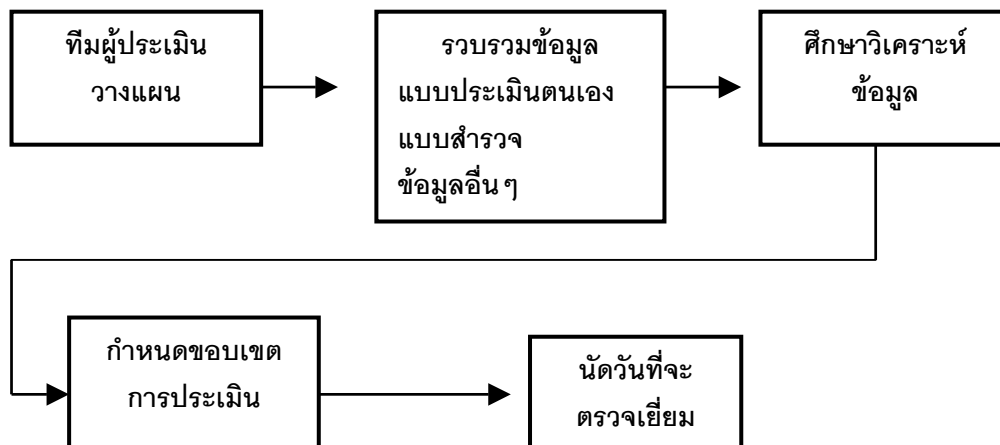 ทีมผู้ประเมิน
วางแผน
รวบรวมข้อมูล
แบบประเมินตนเอง
แบบสำรวจ
ข้อมูลอื่น ๆ
ศึกษาวิเคราะห์
ข้อมูล
กำหนดขอบเขต
การประเมิน
นัดวันที่จะ
ตรวจเยี่ยม